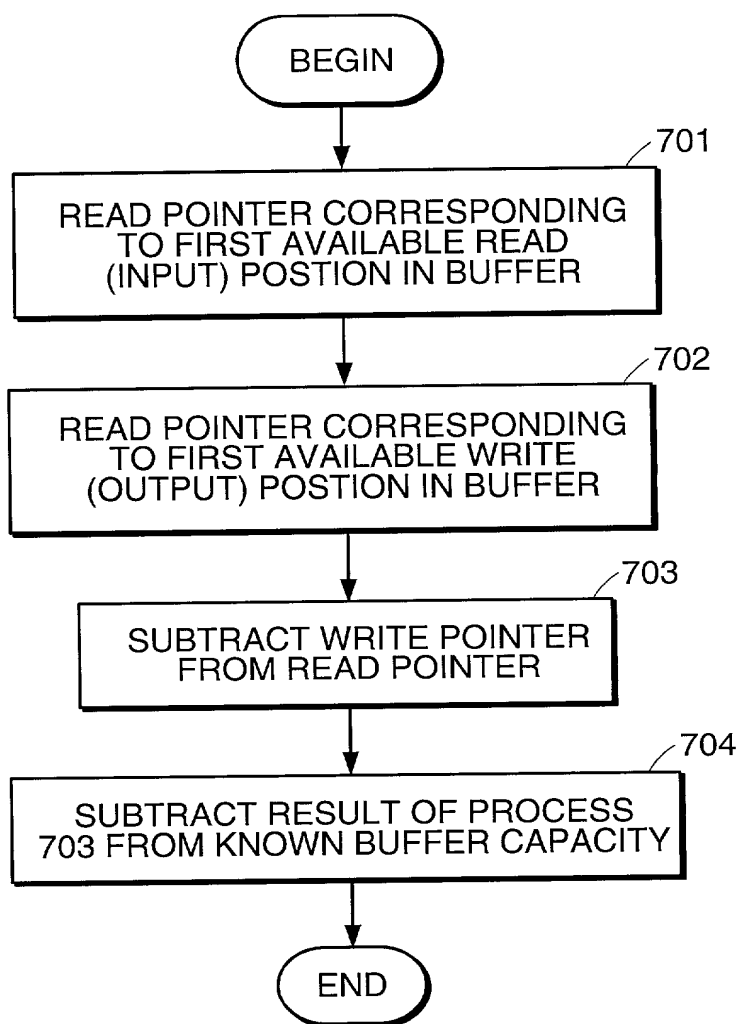 BEGIN
701
READ POINTER CORRESPONDING
TO FIRST AVAILABLE READ
(INPUT) POSTION IN BUFFER
702
READ POINTER CORRESPONDING
TO FIRST AVAILABLE WRITE
(OUTPUT) POSTION IN BUFFER
703
SUBTRACT WRITE POINTER
FROM READ POINTER
704
SUBTRACT RESULT OF PROCESS
703 FROM KNOWN BUFFER CAPACITY
END